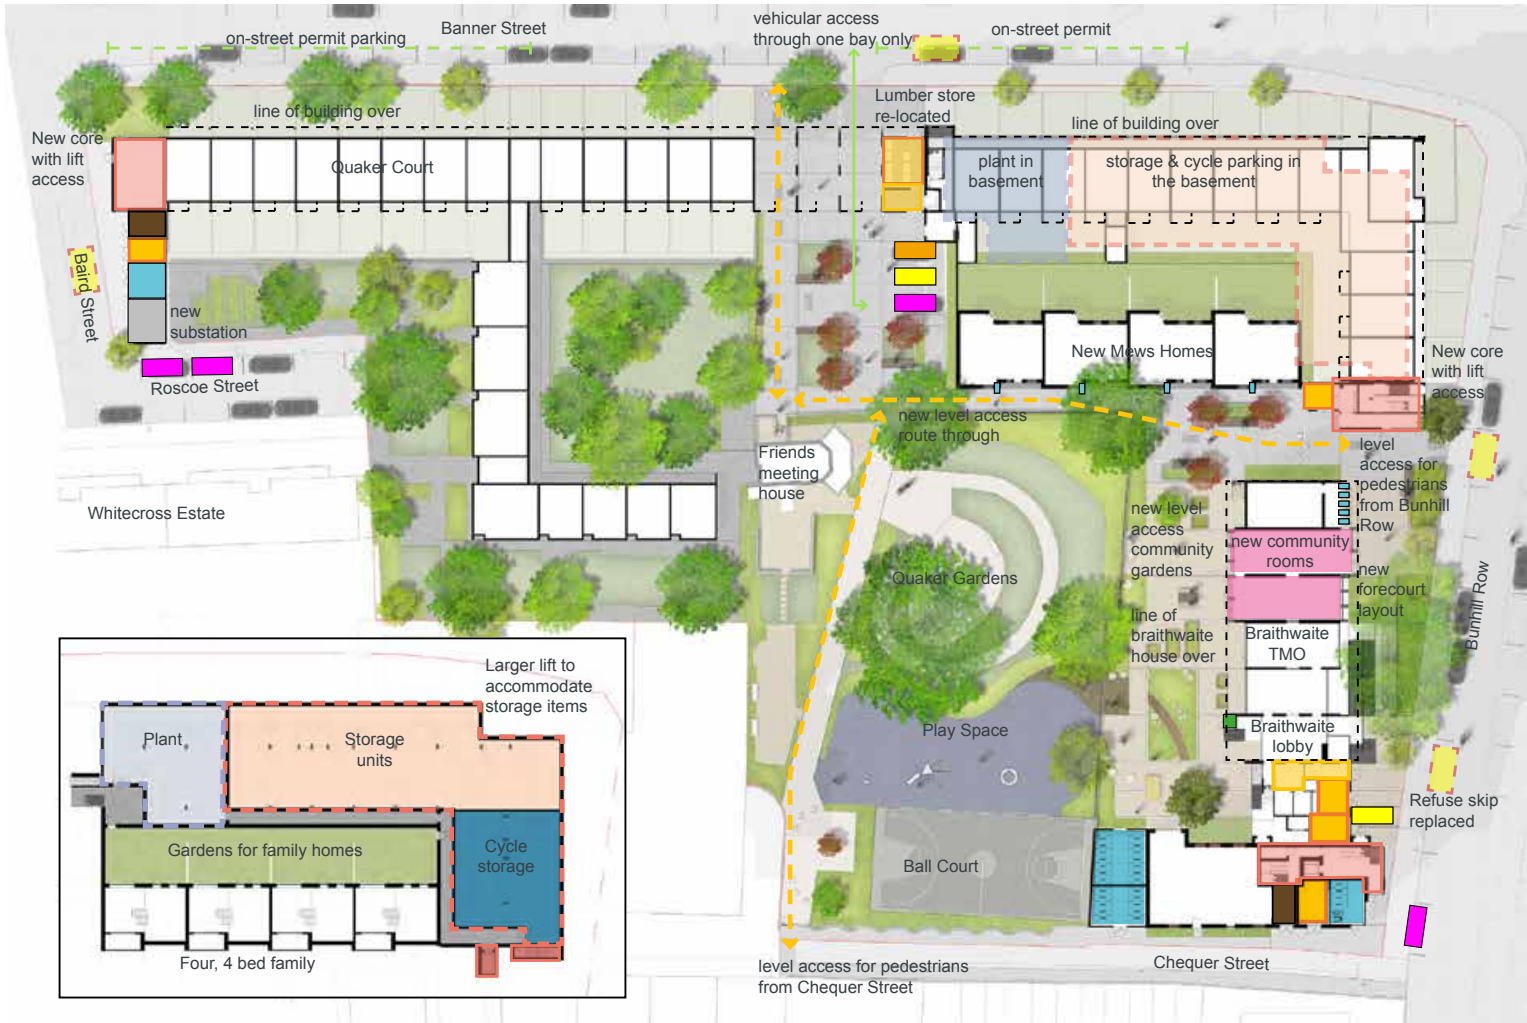 Banner Street
on-street permit parking
vehicular access
through one bay only
on-street permit
line of building over
Lumber store
re-located
line of building over
New core
with lift
access
Quaker Court
plant in
basement
storage & cycle parking in
the basement
Baird Street
new
substation
Roscoe Street
New Mews Homes
New core
with lift
access
new level access
route through
Friends
meeting
house
level
access for
pedestrians
from Bunhill
Row
Whitecross Estate
new level
access
community
gardens
new community
rooms
Quaker Gardens
new
forecourt
layout
Bunhill Row
line of
braithwaite
house over
Braithwaite
TMO
Larger lift to
accommodate
storage items
Plant
Storage
units
Play Space
Braithwaite
lobby
Refuse skip
replaced
Gardens for family homes
Cycle
storage
Ball Court
Four, 4 bed family
level access for pedestrians
from Chequer Street
Chequer Street